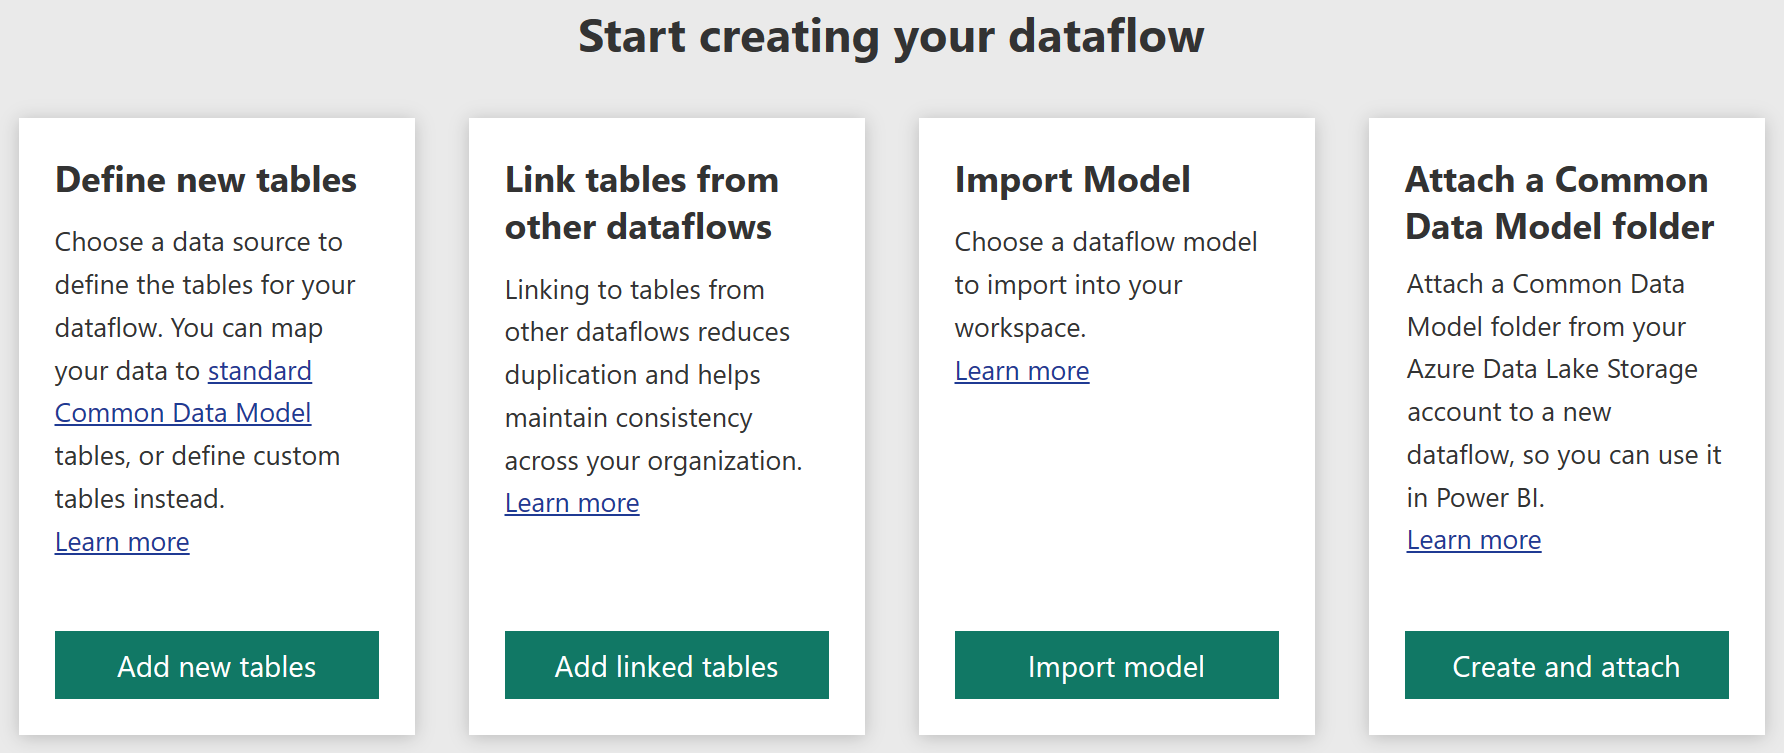 Start creating your dataflow
Define new tables
Choose a data source to
define the tables for your
dataflow. You can map
your data to standard
Common Data Model
tables, or define custom
tables instead.
Learn more
Add new tables
Link tables from
other dataflows
Linking to tables from
other dataflows reduces
duplication and helps
maintain consistency
across your organization.
Learn more
Add linked tables
Import Model
Choose a dataflow model
to import into your
workspace.
Learn more
Import model
Attach a Common
Data Model folder
Attach a Common Data
Model folder from your
Azure Data Lake Storage
account to a new
dataflow, so you can use it
in Power BI.
Learn more
Create and attach